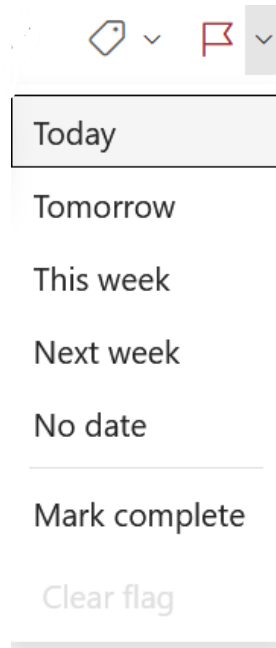 Today
Tomorrow
This week
Next week
No date
Mark complete
Clear flag